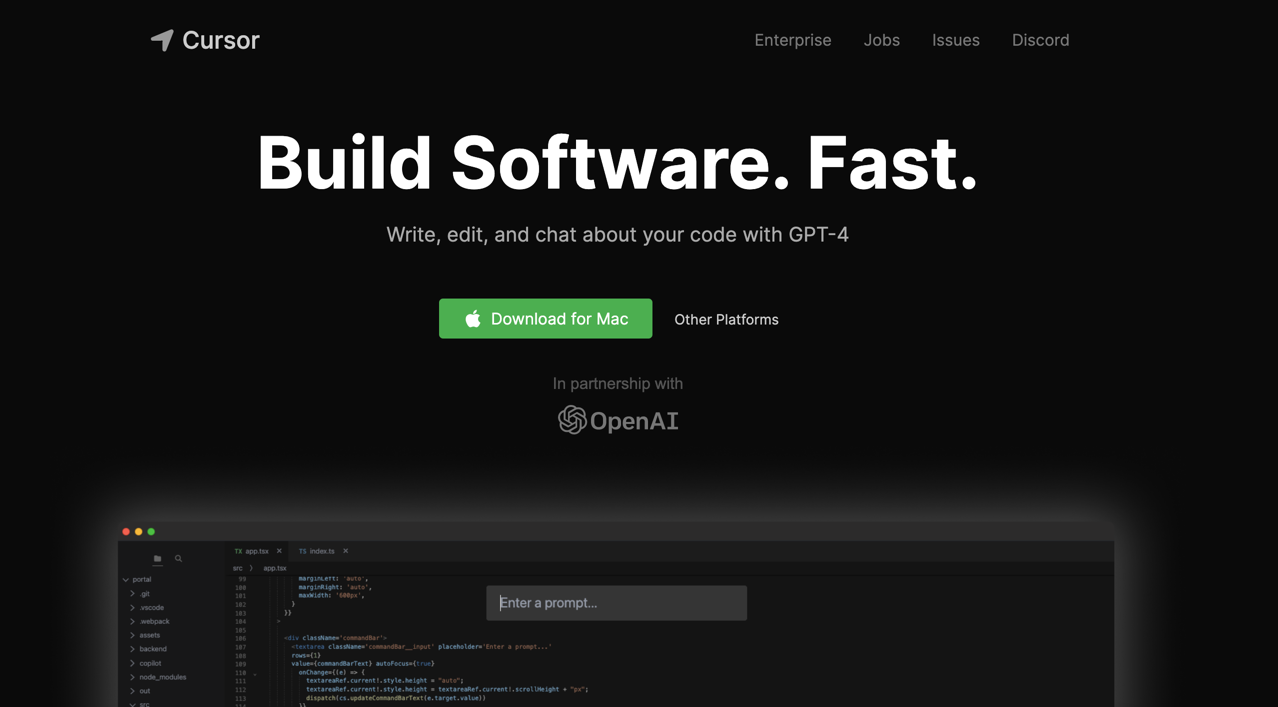 Cursor
Enterprise
Jobs
Issues
Discord
Build Software. Fast.
Write, edit, and chat about your code with GPT-4
Download for Mac
Other Platforms
In partnership with
OpenAI
TX app.tsx ×
TS index.ts ×
src 〉 app.tsx
portal
.git
.vscode
.webpack
assets
backend
copilot
node_modules
out
src
Enter a prompt...
99 marginLeft: 'auto',
100 marginRight: 'auto',
101 maxWidth: '600px',
102 }
103 }}
104 >
105
106 <div className='commandBar'>
107 <textarea className='commandBar__input' placeholder='Enter a prompt...'
108 rows={1}
109 value={commandBarText} autoFocus={true}
110 onChange={(e) => {
111 textareaRef.current!.style.height = "auto";
112 textareaRef.current!.style.height = textareaRef.current!.scrollHeight + "px";
113 dispatch(cs.updateCommandBarText(e.target.value))
114 }}